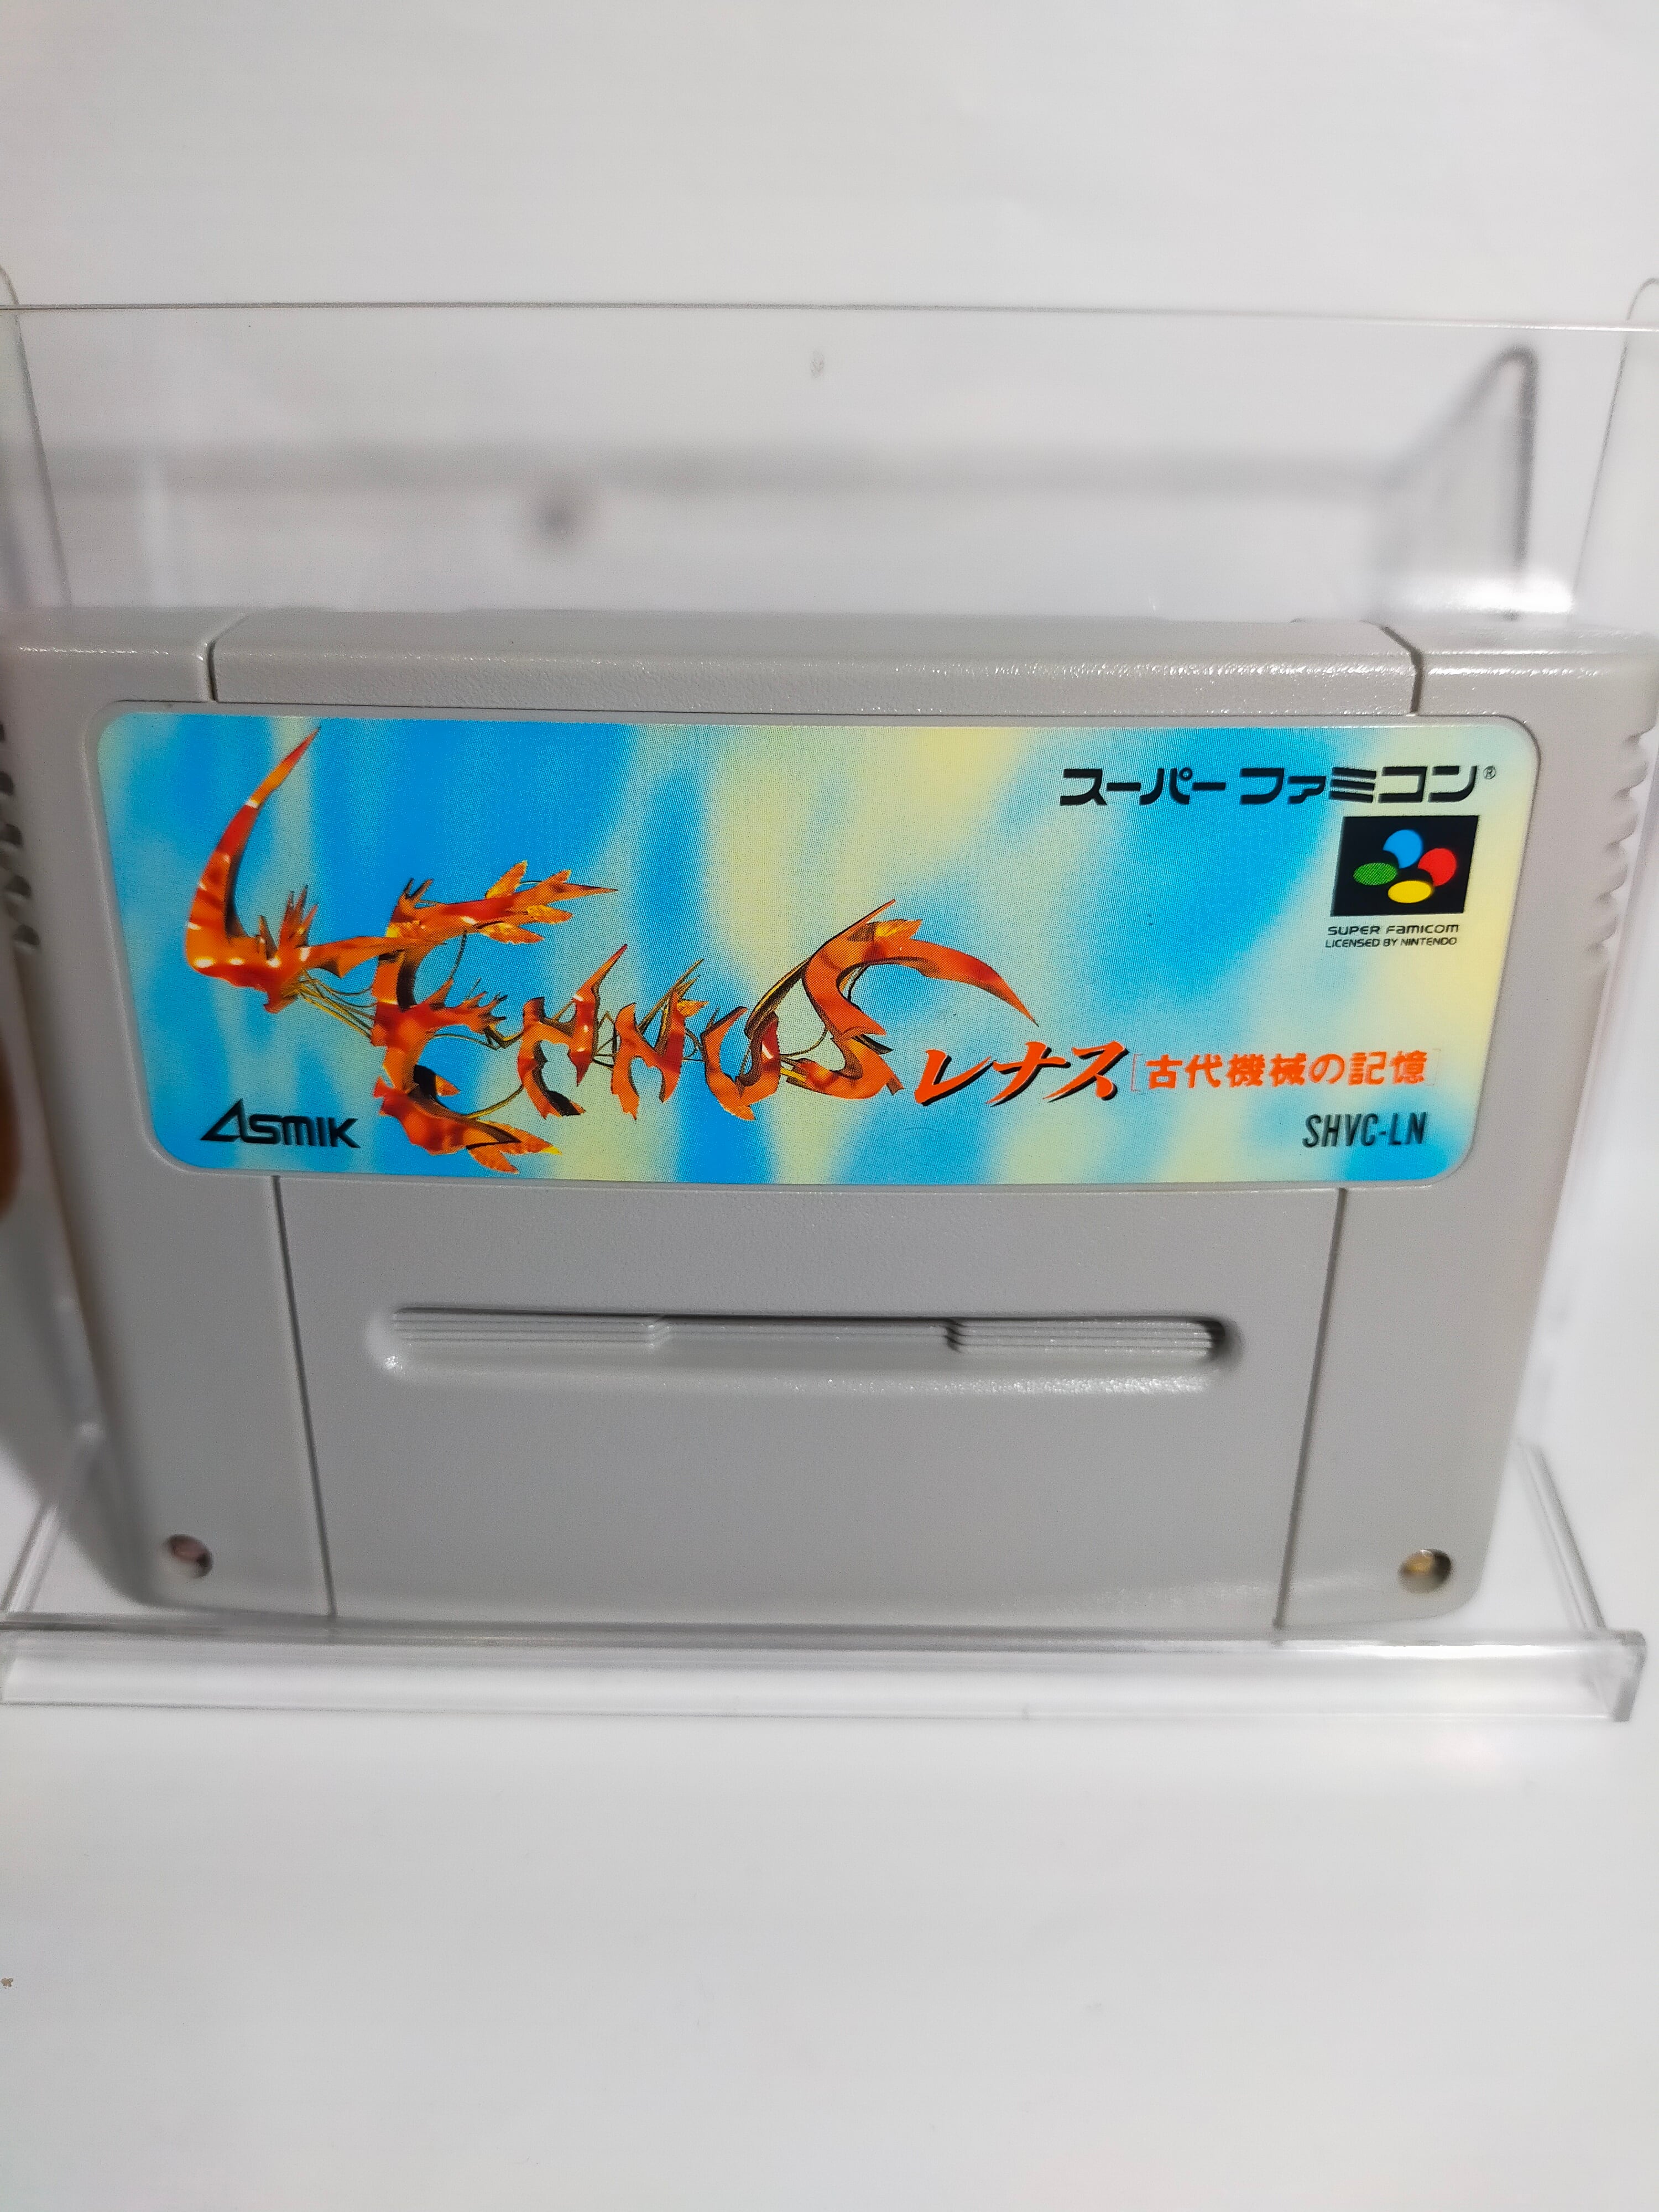 スーパーファミコン®
SUPER FAMICOM
LICENSED BY NINTENDO
LENNUS
レナス[古代機械の記憶]
ASMIK
SHVC-LN